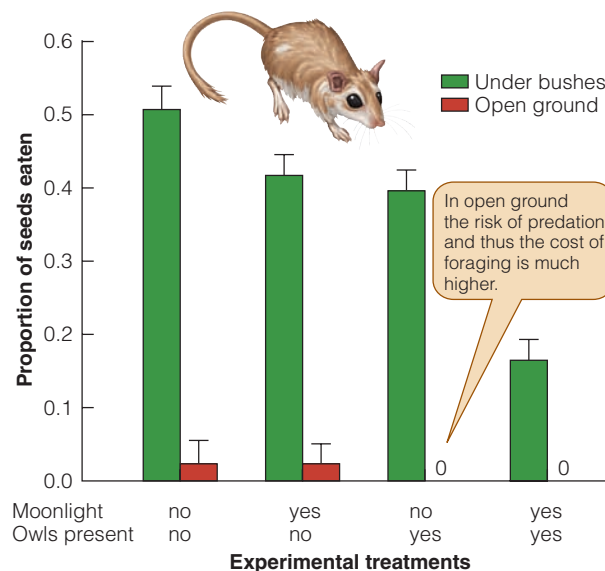 0.6
Under bushes
Open ground
0.5
0.4
In open ground
the risk of predation
and thus the cost of
foraging is much
higher.
0.3
0.2
0.1
0.0
0
0
Proportion of seeds eaten
Moonlight no yes no yes
Owls present no no yes yes
Experimental treatments